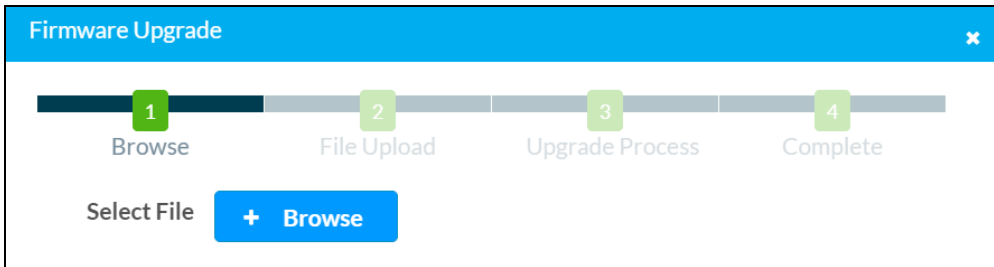 Firmware Upgrade ×
1 2 3 4
Browse File Upload Upgrade Process Complete
Select File + Browse